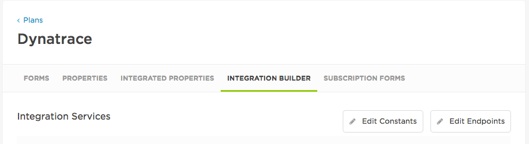 ‹ Plans
Dynatrace
FORMS PROPERTIES INTEGRATED PROPERTIES INTEGRATION BUILDER SUBSCRIPTION FORMS
Integration Services Edit Constants Edit Endpoints